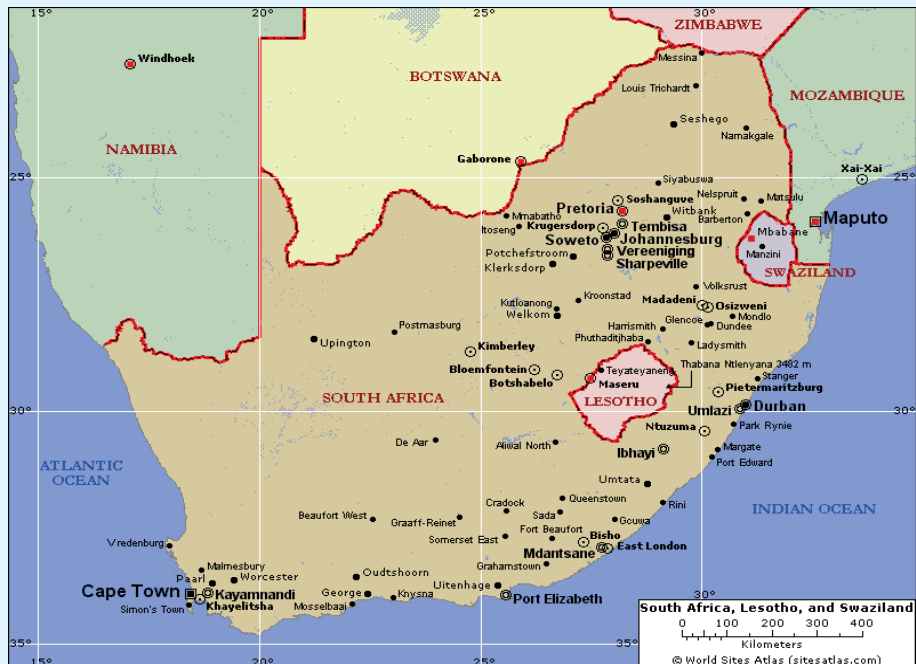 15°
20°
25°
30°
ZIMBABWE
Messina
Windhoek
BOTSWANA
Louis Trichardt
MOZAMBIQUE
Seshego
Namakgale
NAMIBIA
Gaborone
Xai-Xai
25°
25°
Siyabuswa
Soshanguve
Nelspruit
Matsulu
Pretoria
Witbank
Barberton
Mmabatho
Itoseng
Krugersdorp
Tembisa
Maputo
Soweto
Johannesburg
Mbabane
Potchefstroom
Vereeniging
Manzini
Klerksdorp
Sharpeville
SWAZILAND
Volksrust
Kutloanong
Kroonstad
Madadeni
Osizweni
Welkom
Glencoe
Mondlo
Postmasburg
Harrismith
Dundee
Upington
Phuthaditjhaba
Ladysmith
Kimberley
Thabana Ntlenyana 3482 m
Bloemfontein
Teyateyaneng
Stanger
Botshabelo
Maseru
Pietermaritzburg
SOUTH AFRICA
LESOTHO
Durban
30°
Umlazi
30°
Ntuzuma
Park Rynie
De Aar
Aliwal North
Ibhayi
Margate
Port Edward
ATLANTIC
OCEAN
Umtata
INDIAN OCEAN
Queenstown
Rini
Cradock
Beaufort West
Graaff-Reinet
Sada
Gcuwa
Fort Beaufort
Somerset East
Bisho
Vredenburg
Mdantsane
East London
Grahamstown
Malmesbury
Oudtshoorn
Paarl
Worcester
Uitenhage
Cape Town
Kayamnandi
George
Knysna
Port Elizabeth
Khayelitsha
Simon's Town
Mosselbaai
South Africa, Lesotho, and Swaziland
0 100 200 300 400
Kilometers
© World Sites Atlas (sitesatlas.com)
35°
15°
20°
25°